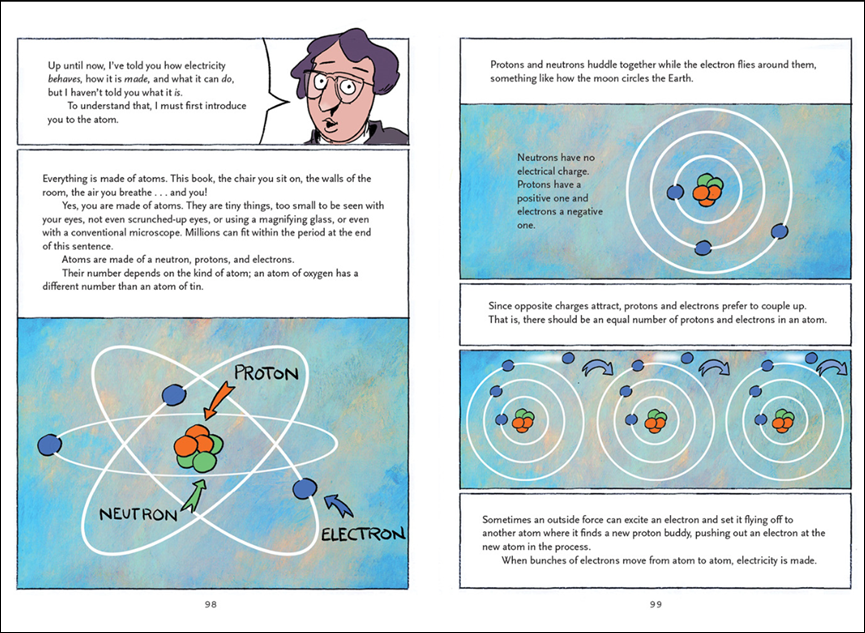 Up until now, I've told you how electricity
behaves, how it is made, and what it can do,
but I haven't told you what it is.
To understand that, I must first introduce
you to the atom.
Everything is made of atoms. This book, the chair you sit on, the walls of the
room, the air you breathe . . . and you!
Yes, you are made of atoms. They are tiny things, too small to be seen with
your eyes, not even scrunched-up eyes, or using a magnifying glass, or even
with a conventional microscope. Millions can fit within the period at the end
of this sentence.
Atoms are made of a neutron, protons, and electrons.
Their number depends on the kind of atom; an atom of oxygen has a
different number than an atom of tin.
PROTON
NEUTRON
ELECTRON
98
Protons and neutrons huddle together while the electron flies around them,
something like how the moon circles the Earth.
Neutrons have no
electrical charge.
Protons have a
positive one and
electrons a negative
one.
Since opposite charges attract, protons and electrons prefer to couple up.
That is, there should be an equal number of protons and electrons in an atom.
Sometimes an outside force can excite an electron and set it flying off to
another atom where it finds a new proton buddy, pushing out an electron at the
new atom in the process.
When bunches of electrons move from atom to atom, electricity is made.
99